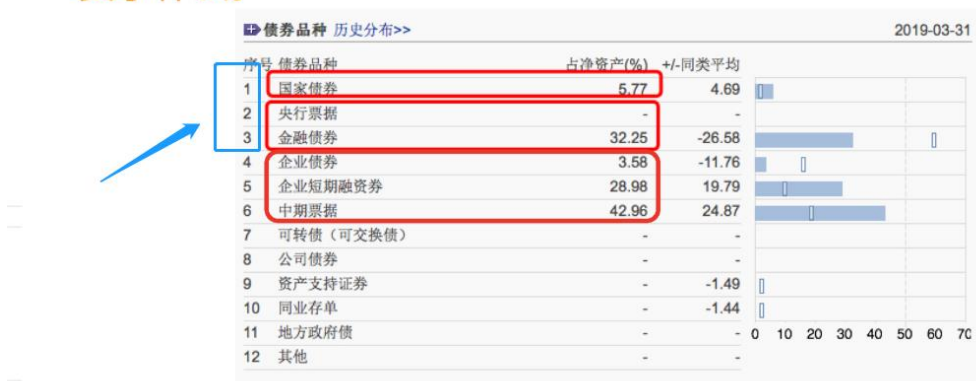 债券品种 历史分布>> 2019-03-31
序号 债券品种 占净资产(%) +/-同类平均
1 国家债券 5.77 4.69
2 央行票据 - -
3 金融债券 32.25 -26.58
4 企业债券 3.58 -11.76
5 企业短期融资券 28.98 19.79
6 中期票据 42.96 24.87
7 可转债（可交换债） - -
8 公司债券 - -
9 资产支持证券 - -1.49
10 同业存单 - -1.44
11 地方政府债 - - 0 10 20 30 40 50 60 70
12 其他 - -